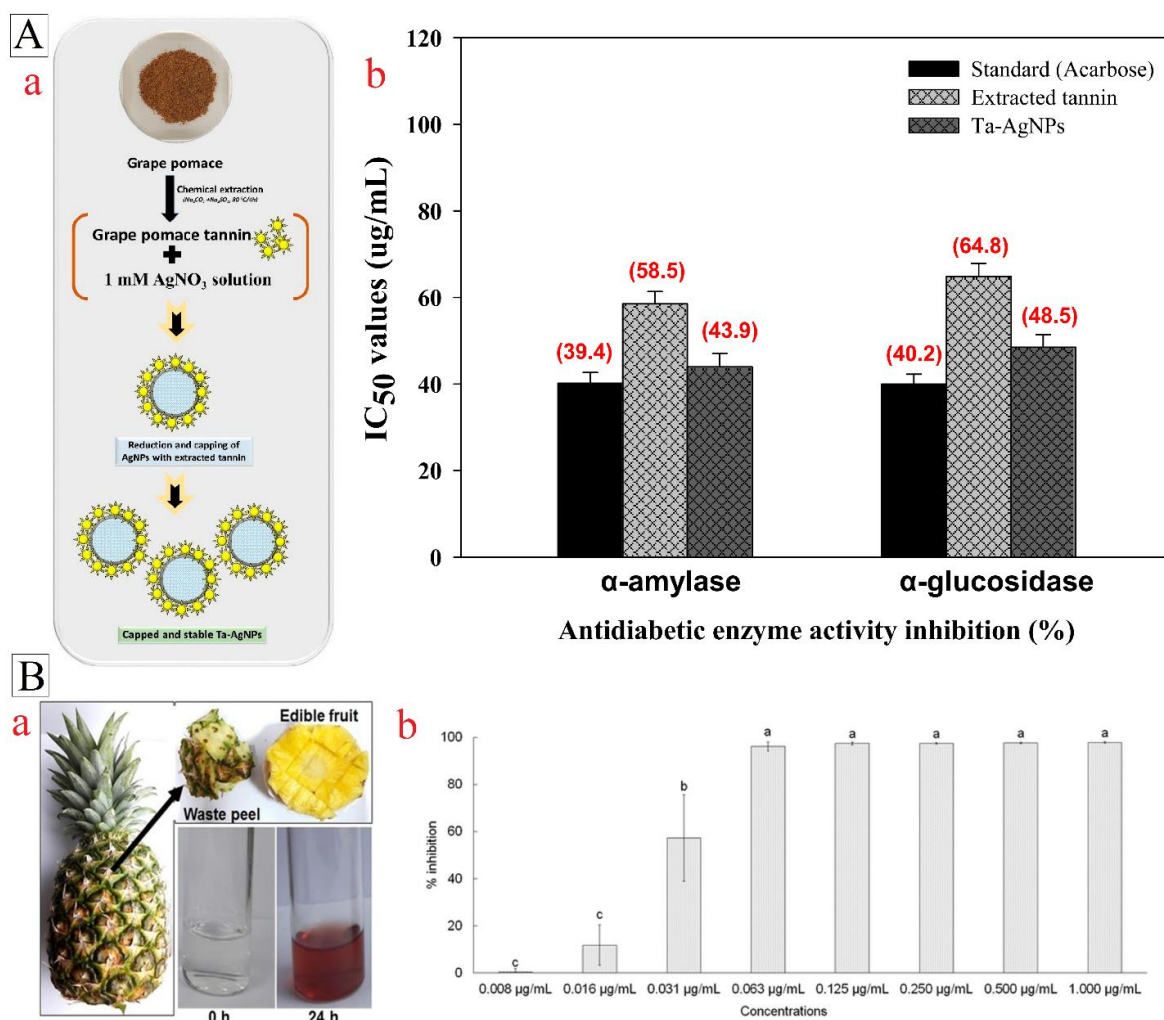 A
a
Grape pomace
Chemical extraction
Grape pomace tannin
+
1 mM AgNO₃ solution
Reduction and capping of
AgNPs with extracted tannin
Capped and stable Ta-AgNPs
b
120
100
80
60
40
20
0
IC50 values (ug/mL)
Standard (Acarbose)
Extracted tannin
Ta-AgNPs
(39.4)
(58.5)
(43.9)
(40.2)
(64.8)
(48.5)
α-amylase
α-glucosidase
Antidiabetic enzyme activity inhibition (%)
B
a
Edible fruit
Waste peel
0 h
24 h
b
100
80
60
40
20
0
% inhibition
c
c
b
a
a
a
a
a
0.008 µg/mL
0.016 µg/mL
0.031 µg/mL
0.063 µg/mL
0.125 µg/mL
0.250 µg/mL
0.500 µg/mL
1.000 µg/mL
Concentrations